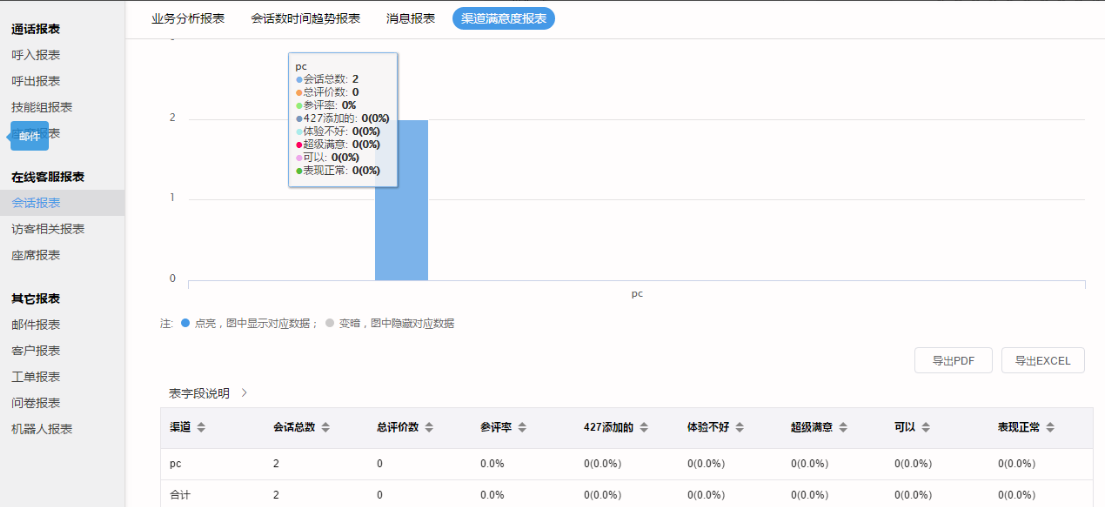 业务分析报表 会话数时间趋势报表 消息报表 渠道满意度报表
通话报表
呼入报表
呼出报表
技能组报表
报表
邮件
在线客服报表
会话报表
访客相关报表
座席报表
其它报表
邮件报表
客户报表
工单报表
问卷报表
机器人报表
pc
会话总数: 2
总评价数: 0
参评率: 0%
427添加的: 0(0%)
体验不好: 0(0%)
超级满意: 0(0%)
可以: 0(0%)
表现正常: 0(0%)
2
1
0
pc
注: 点亮，图中显示对应数据； 变暗，图中隐藏对应数据
导出PDF 导出EXCEL
表字段说明 >
渠道 会话总数 总评价数 参评率 427添加的 体验不好 超级满意 可以 表现正常
pc 2 0 0.0% 0(0.0%) 0(0.0%) 0(0.0%) 0(0.0%) 0(0.0%)
合计 2 0 0.0% 0(0.0%) 0(0.0%) 0(0.0%) 0(0.0%) 0(0.0%)